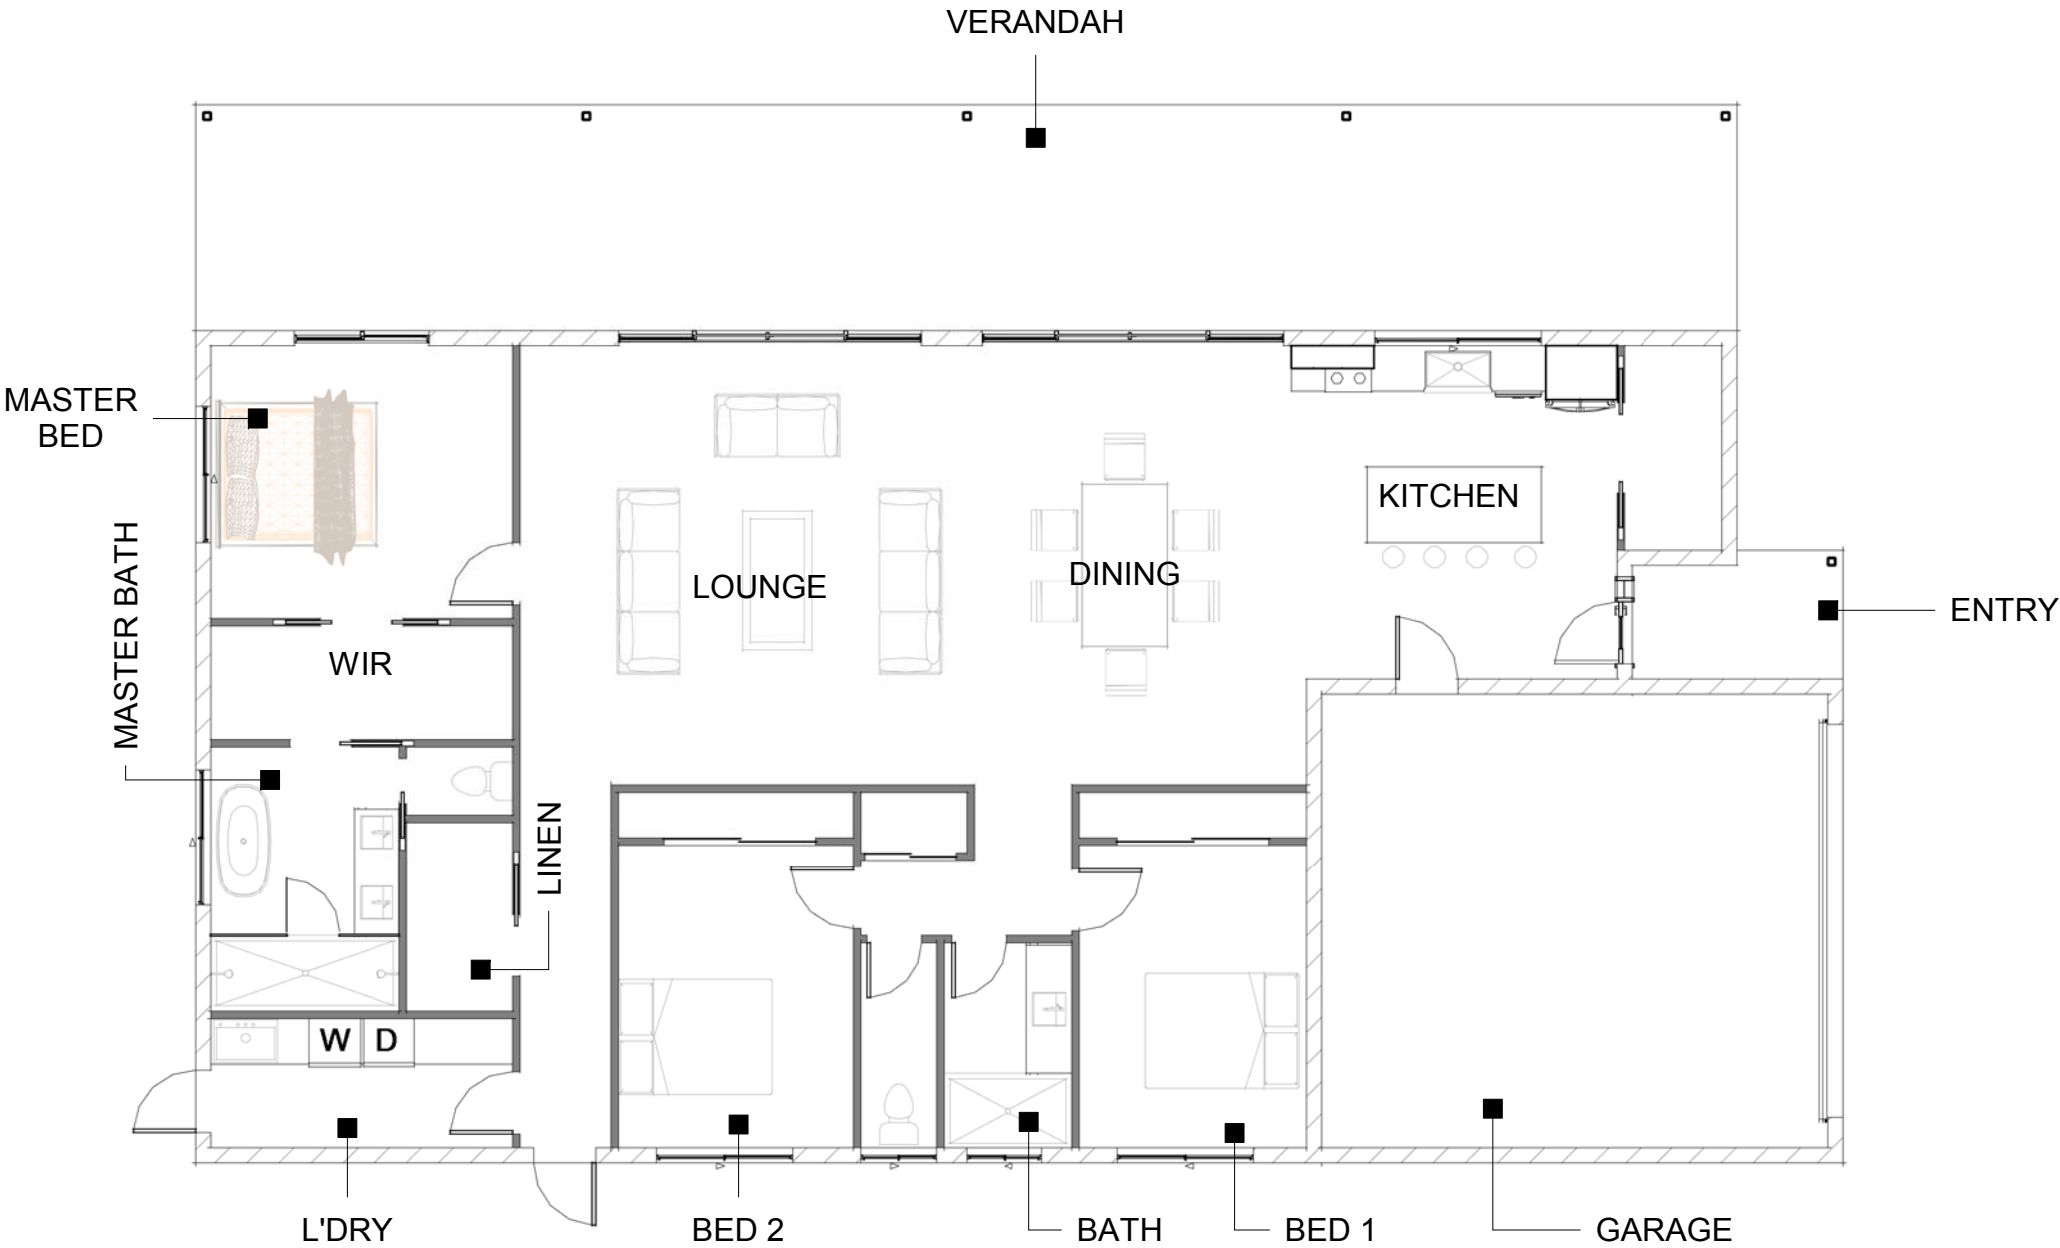 VERANDAH
MASTER
BED
KITCHEN
DINING
LOUNGE
ENTRY
MASTER BATH
WIR
LINEN
W D
L'DRY
BED 2
BATH
BED 1
GARAGE